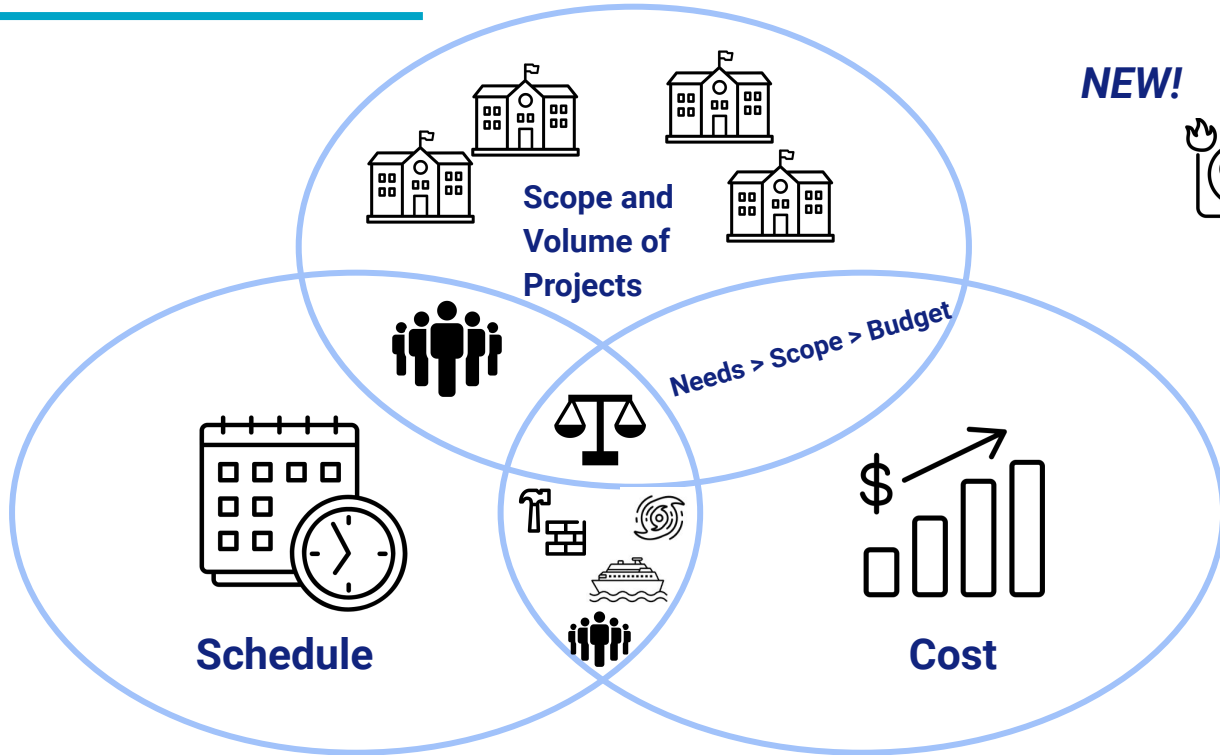 NEW!
Scope and
Volume of
Projects
Needs > Scope > Budget
$
Schedule
Cost